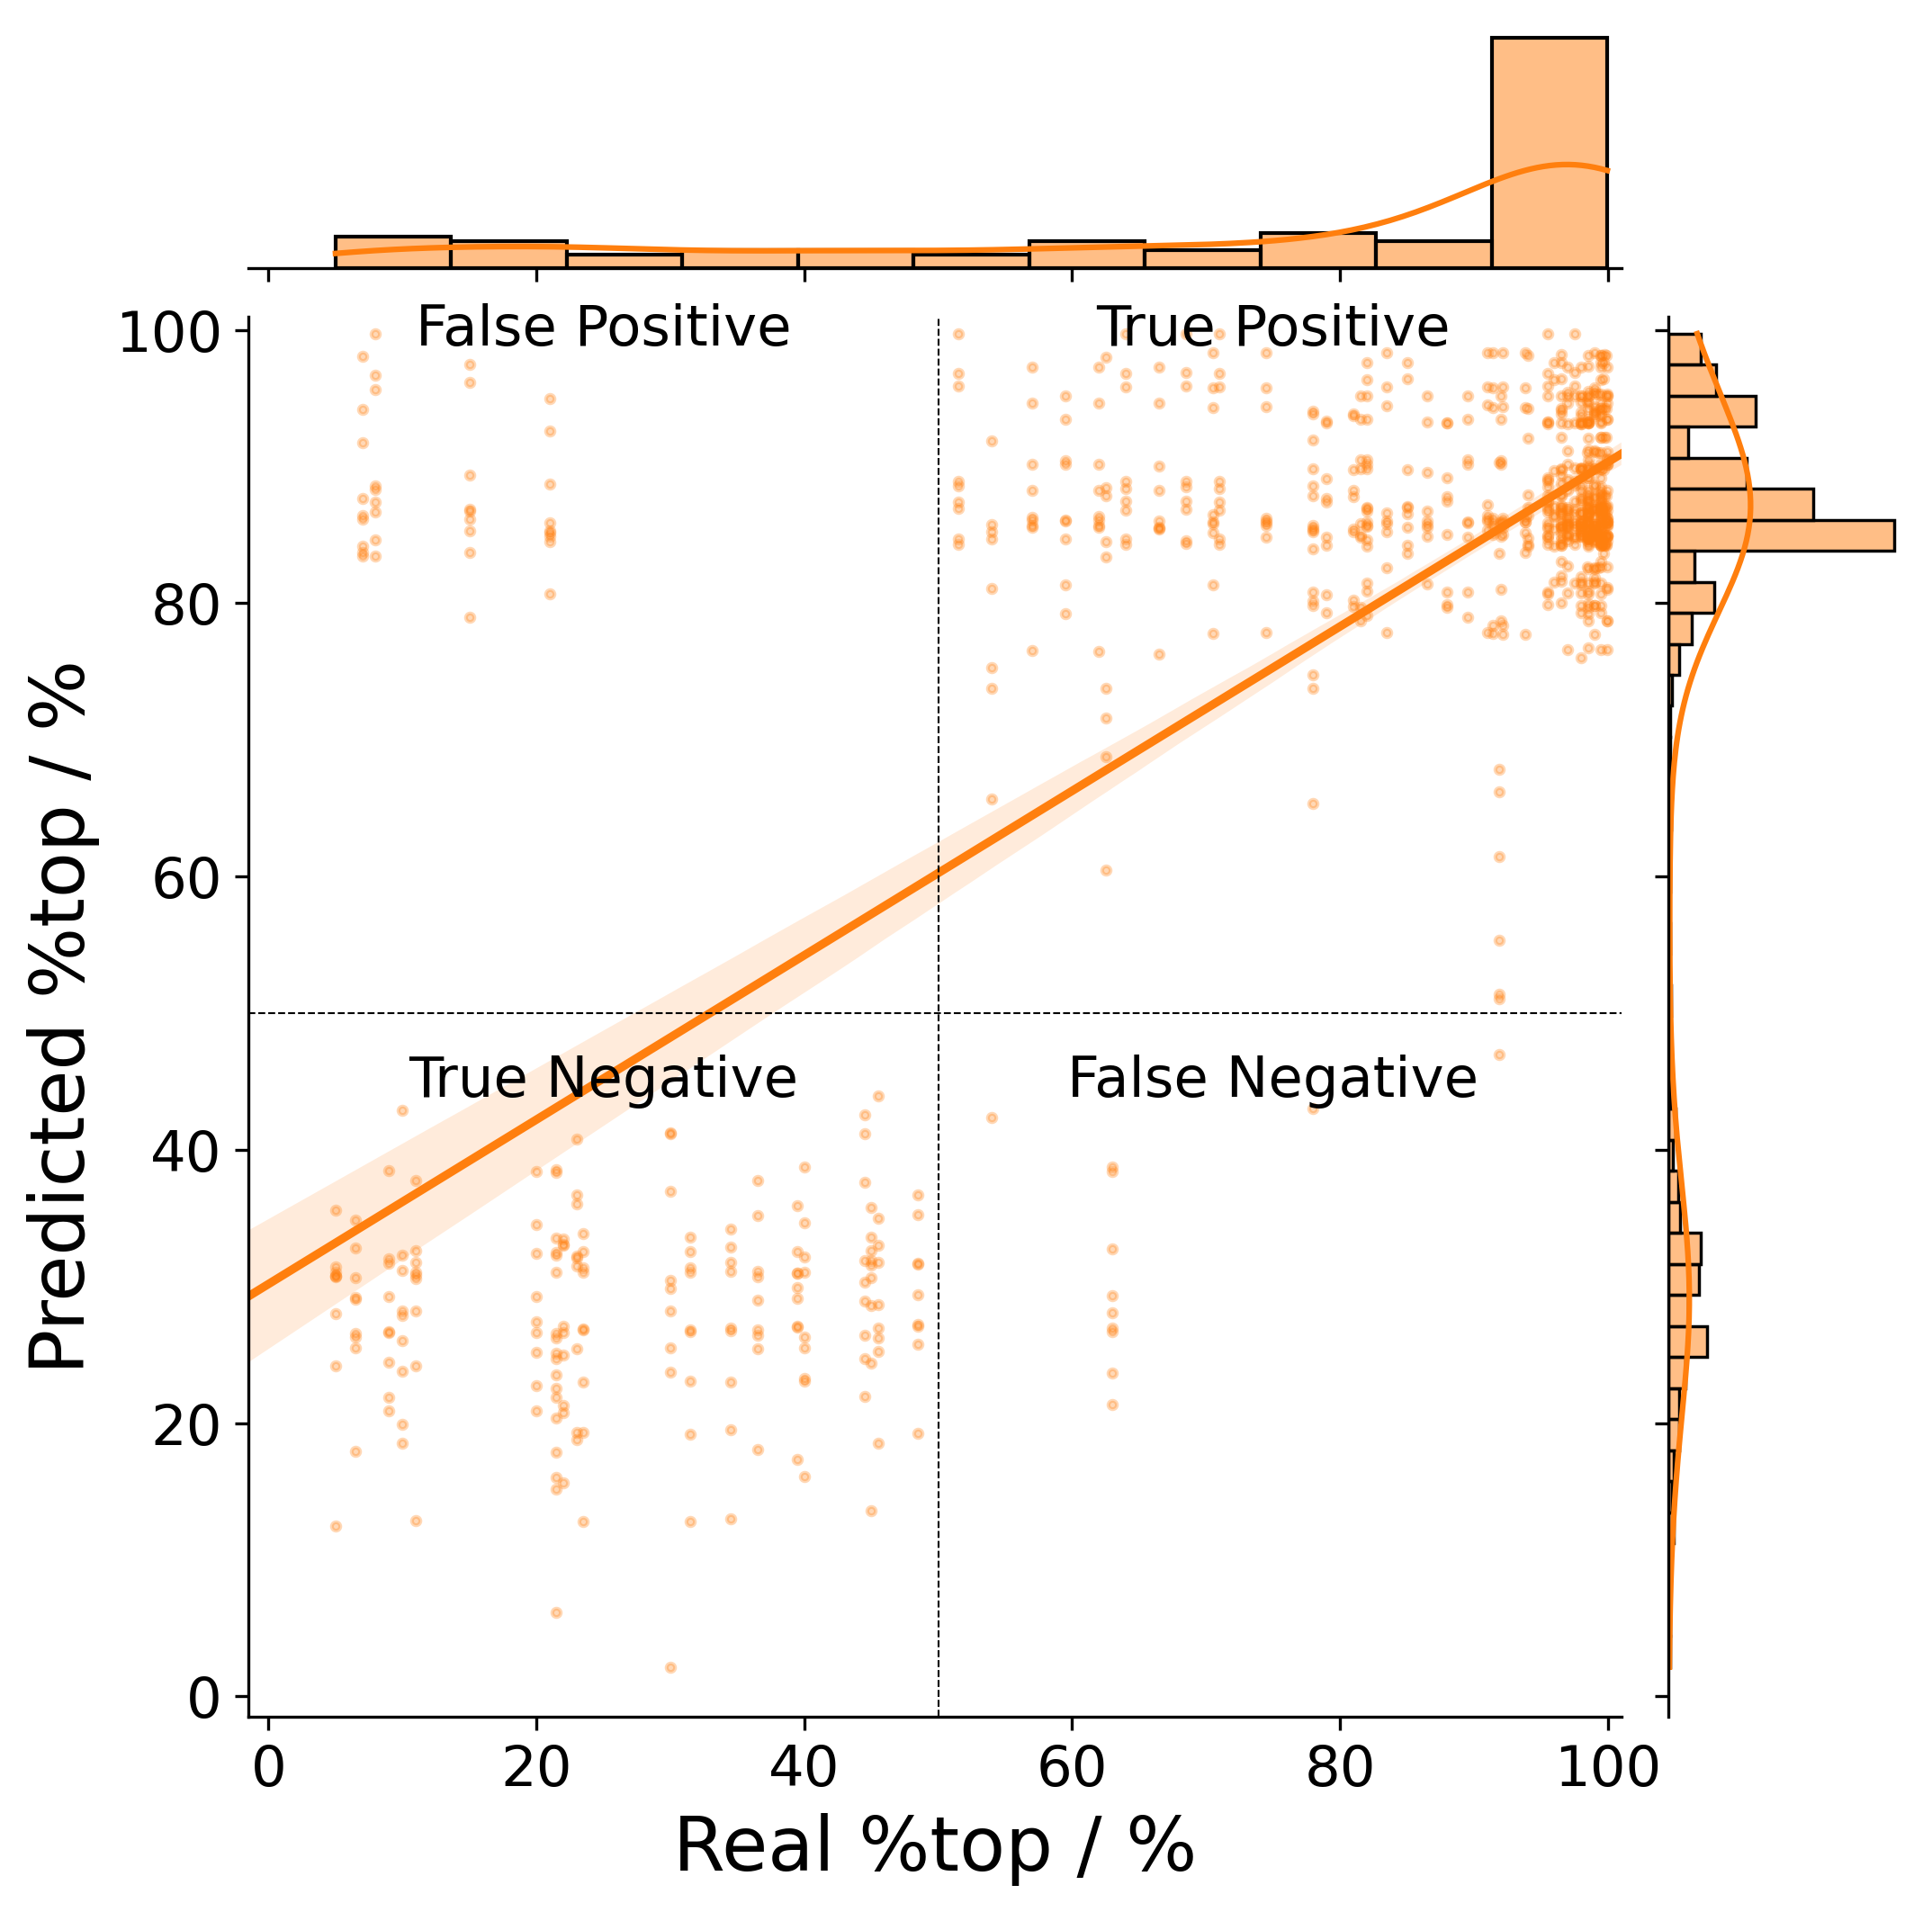 False Positive
True Positive
100
80
60
40
20
0
True Negative
False Negative
0
20
40
60
80
100
Real %top / %
Predicted %top / %